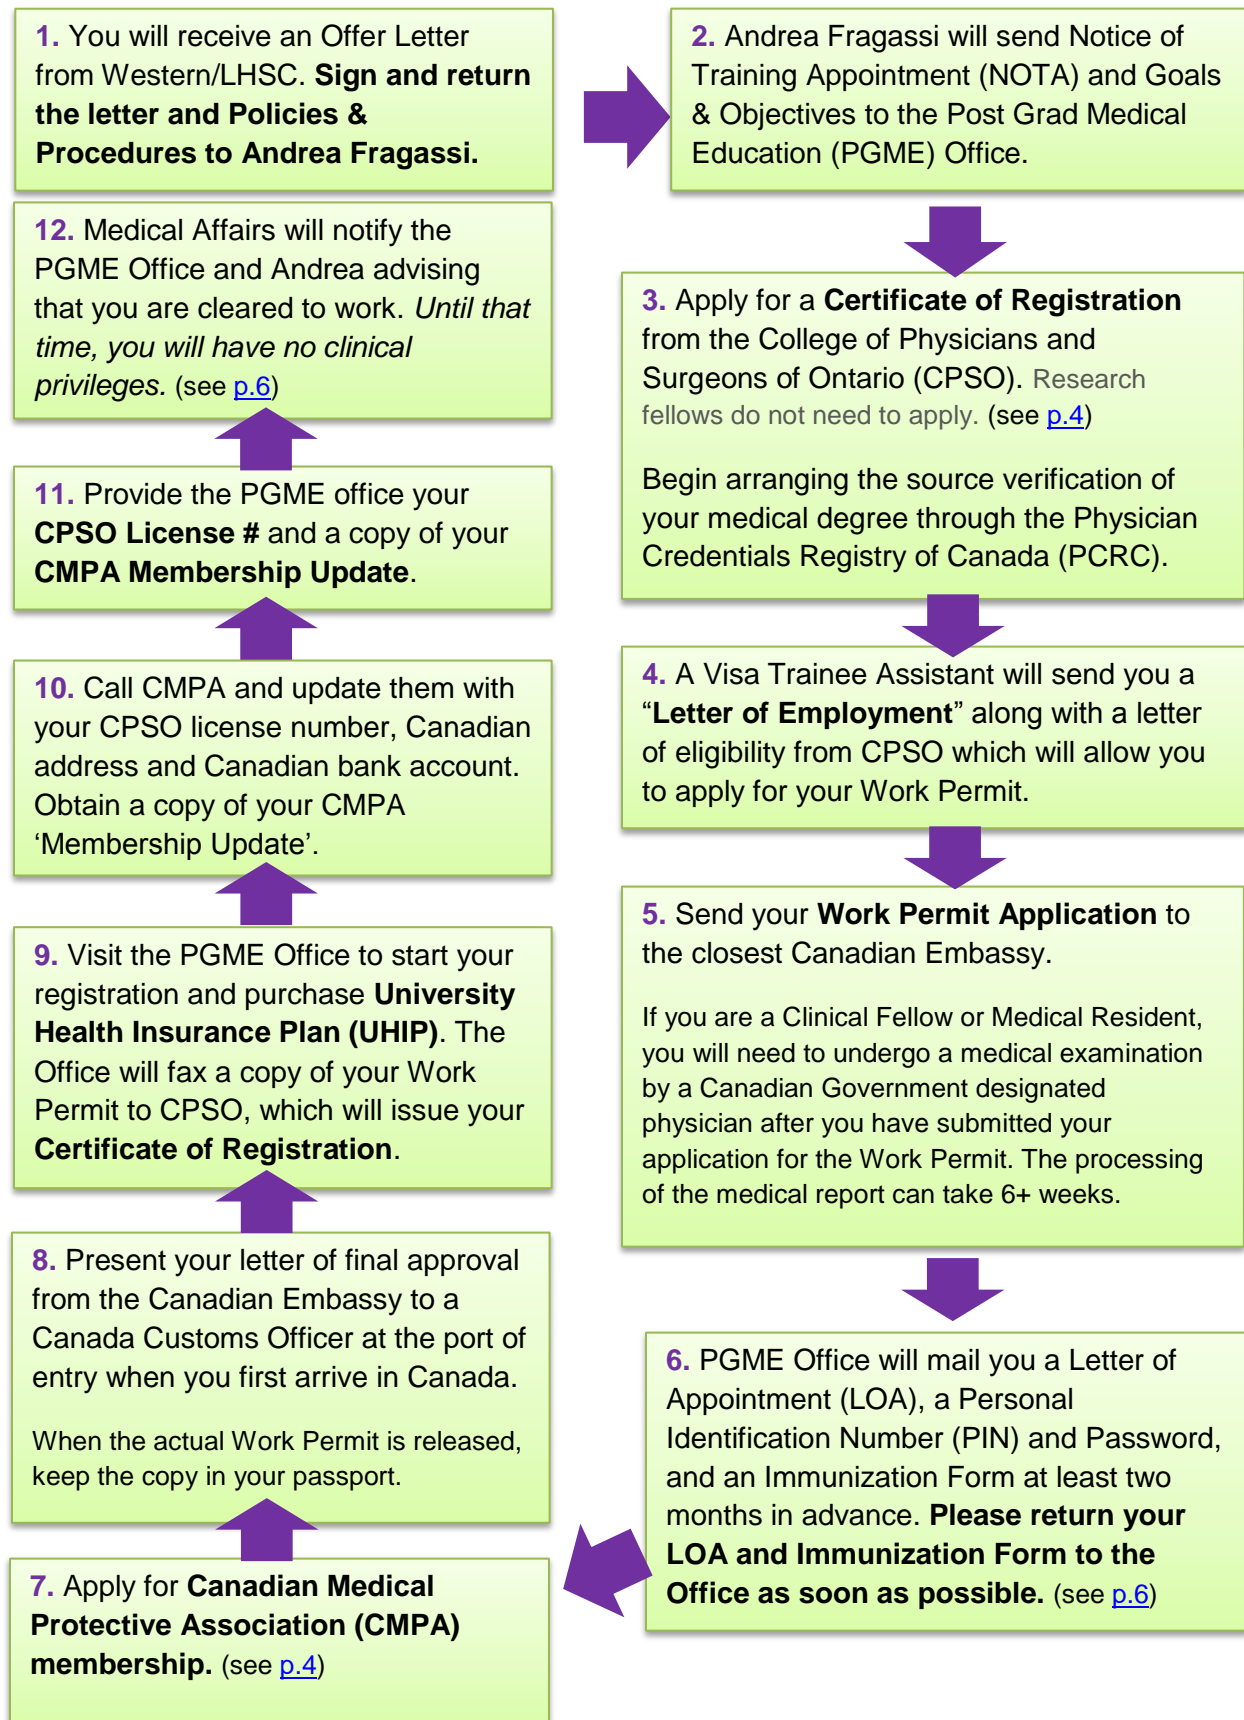 1. You will receive an Offer Letter
from Western/LHSC. Sign and return
the letter and Policies &
Procedures to Andrea Fragassi.
2. Andrea Fragassi will send Notice of
Training Appointment (NOTA) and Goals
& Objectives to the Post Grad Medical
Education (PGME) Office.
3. Apply for a Certificate of Registration
from the College of Physicians and
Surgeons of Ontario (CPSO). Research
fellows do not need to apply. (see p.4)
Begin arranging the source verification of
your medical degree through the Physician
Credentials Registry of Canada (PCRC).
4. A Visa Trainee Assistant will send you a
“Letter of Employment” along with a letter
of eligibility from CPSO which will allow you
to apply for your Work Permit.
5. Send your Work Permit Application to
the closest Canadian Embassy.
If you are a Clinical Fellow or Medical Resident,
you will need to undergo a medical examination
by a Canadian Government designated
physician after you have submitted your
application for the Work Permit. The processing
of the medical report can take 6+ weeks.
6. PGME Office will mail you a Letter of
Appointment (LOA), a Personal
Identification Number (PIN) and Password,
and an Immunization Form at least two
months in advance. Please return your
LOA and Immunization Form to the
Office as soon as possible. (see p.6)
7. Apply for Canadian Medical
Protective Association (CMPA)
membership. (see p.4)
8. Present your letter of final approval
from the Canadian Embassy to a
Canada Customs Officer at the port of
entry when you first arrive in Canada.
When the actual Work Permit is released,
keep the copy in your passport.
9. Visit the PGME Office to start your
registration and purchase University
Health Insurance Plan (UHIP). The
Office will fax a copy of your Work
Permit to CPSO, which will issue your
Certificate of Registration.
10. Call CMPA and update them with
your CPSO license number, Canadian
address and Canadian bank account.
Obtain a copy of your CMPA
‘Membership Update’.
11. Provide the PGME office your
CPSO License # and a copy of your
CMPA Membership Update.
12. Medical Affairs will notify the
PGME Office and Andrea advising
that you are cleared to work. Until that
time, you will have no clinical
privileges. (see p.6)